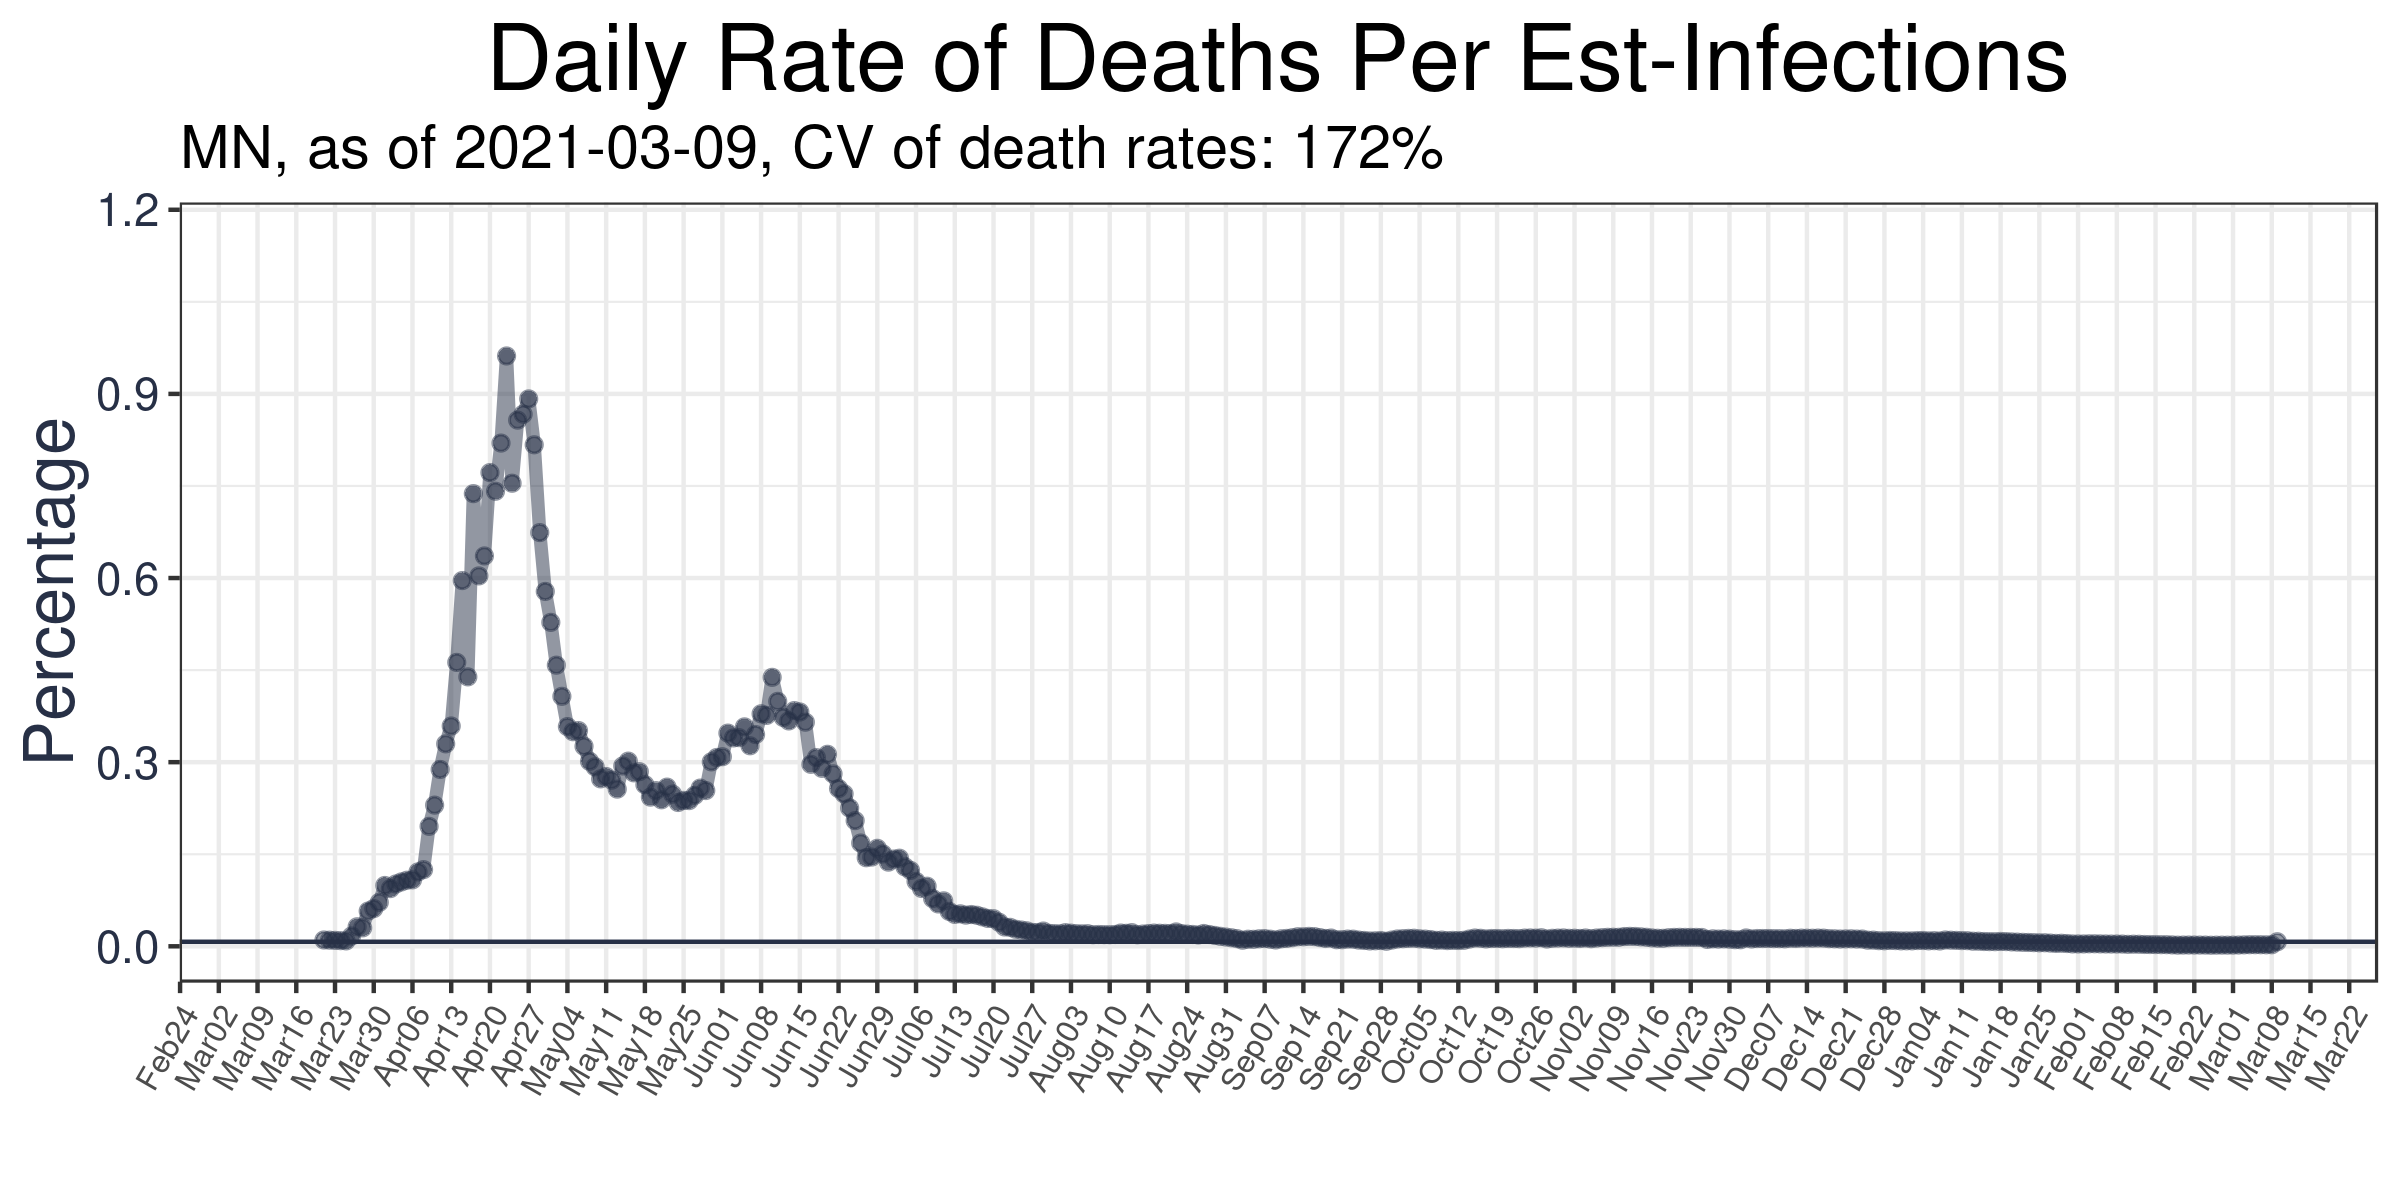 Daily Rate of Deaths Per Est-Infections
MN, as of 2021-03-09, CV of death rates: 172%
Percentage
1.2
0.9
0.6
0.3
0.0
Feb24
Mar02
Mar09
Mar16
Mar23
Mar30
Apr06
Apr13
Apr20
Apr27
May04
May11
May18
May25
Jun01
Jun08
Jun15
Jun22
Jun29
Jul06
Jul13
Jul20
Jul27
Aug03
Aug10
Aug17
Aug24
Aug31
Sep07
Sep14
Sep21
Sep28
Oct05
Oct12
Oct19
Oct26
Nov02
Nov09
Nov16
Nov23
Nov30
Dec07
Dec14
Dec21
Dec28
Jan04
Jan11
Jan18
Jan25
Feb01
Feb08
Feb15
Feb22
Mar01
Mar08
Mar15
Mar22